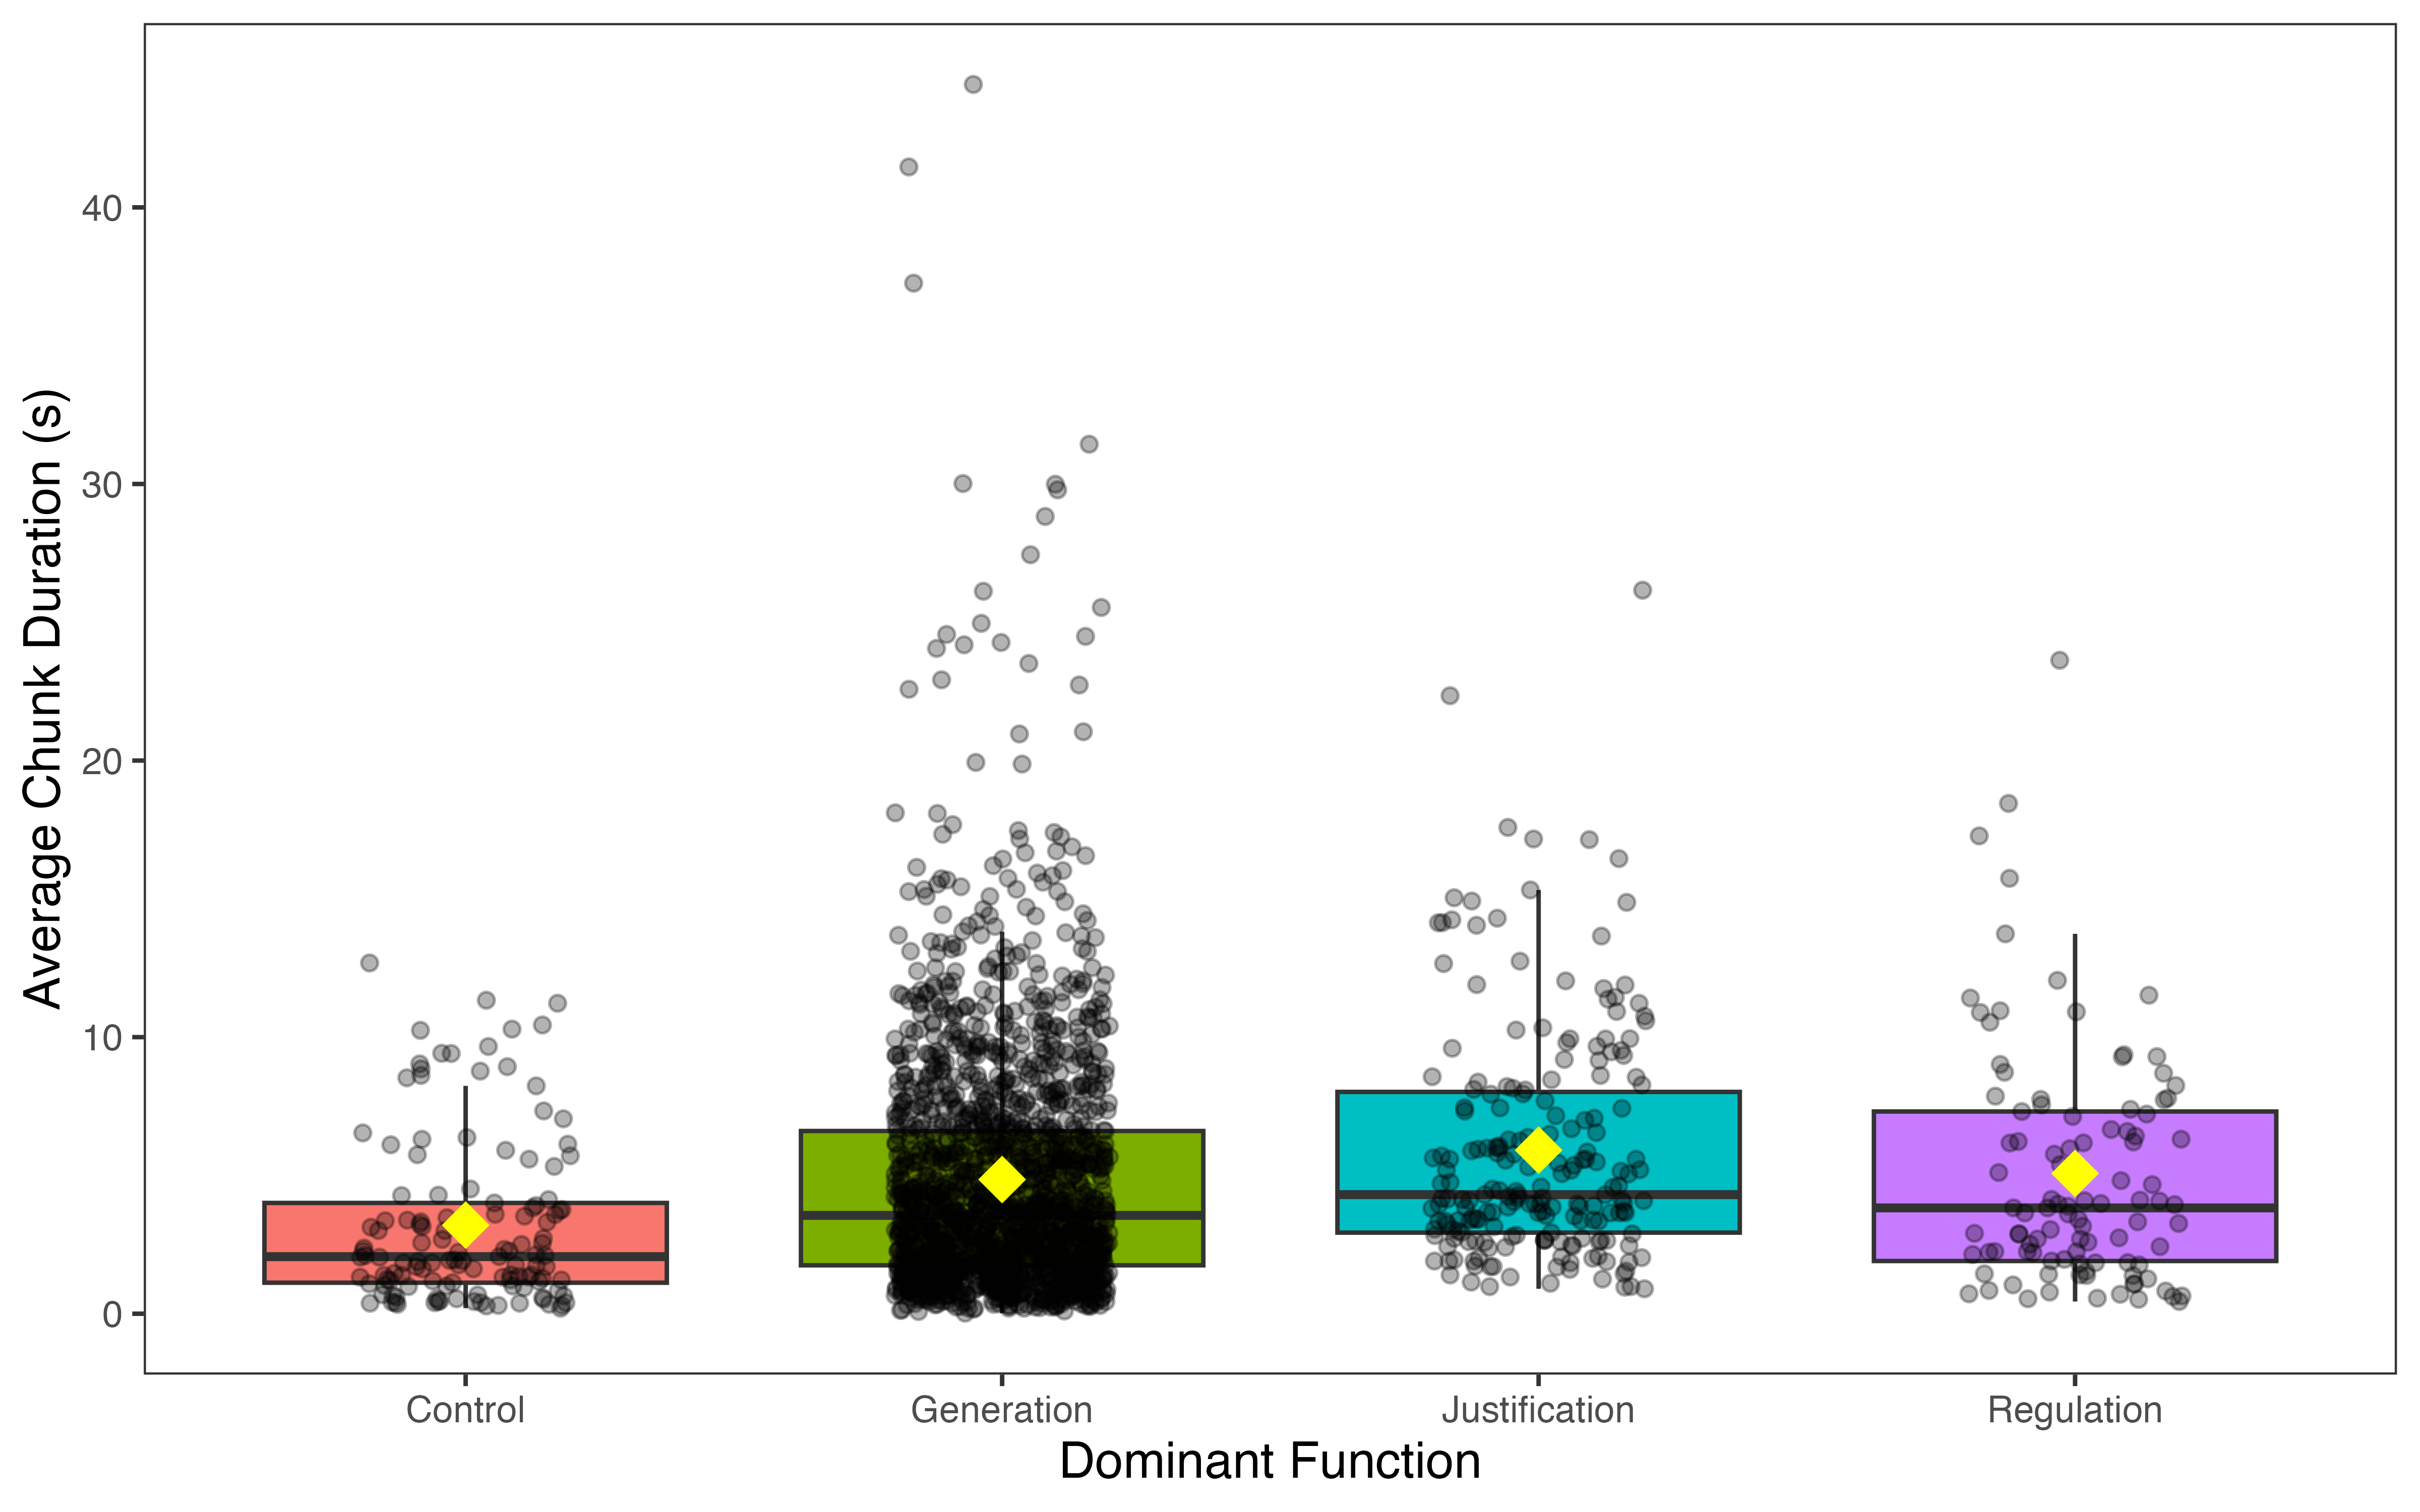 Average Chunk Duration (s)
40
30
20
10
0
Control Generation Justification Regulation
Dominant Function